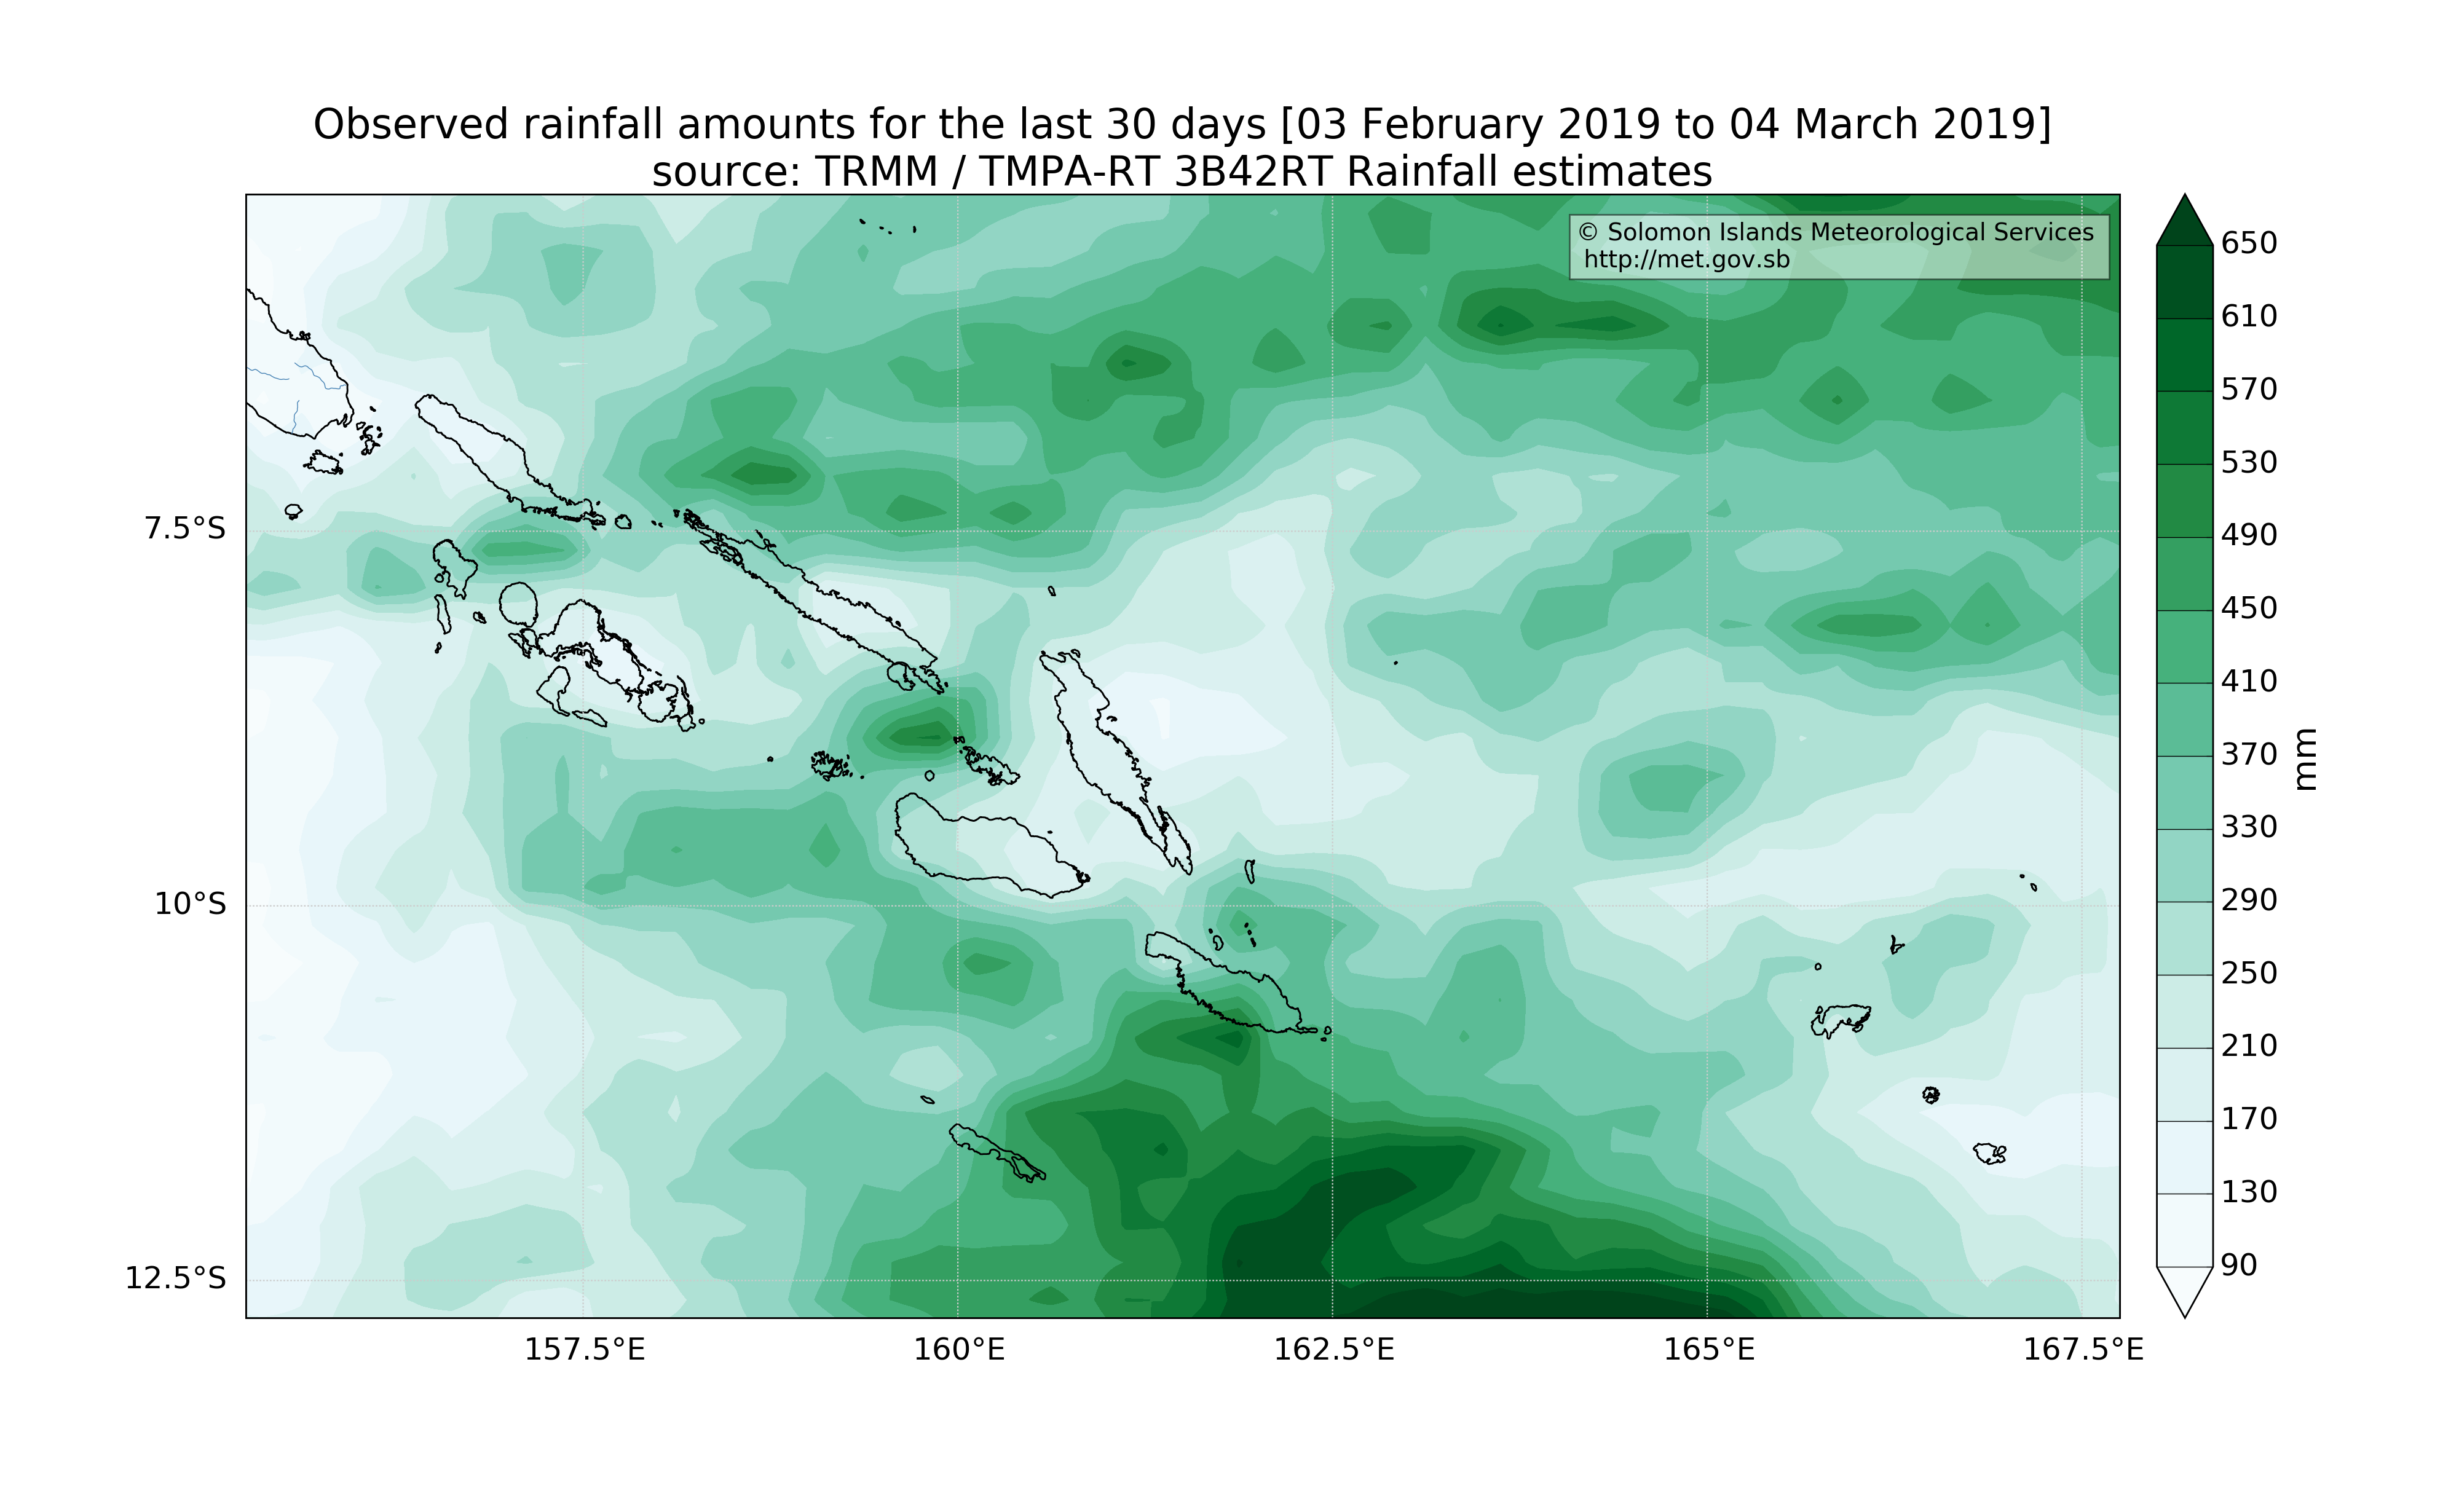 Observed rainfall amounts for the last 30 days [03 February 2019 to 04 March 2019]
source: TRMM / TMPA-RT 3B42RT Rainfall estimates
© Solomon Islands Meteorological Services
http://met.gov.sb
7.5°S
10°S
12.5°S
157.5°E
160°E
162.5°E
165°E
167.5°E
650
610
570
530
490
450
410
370
330
290
250
210
170
130
90
mm